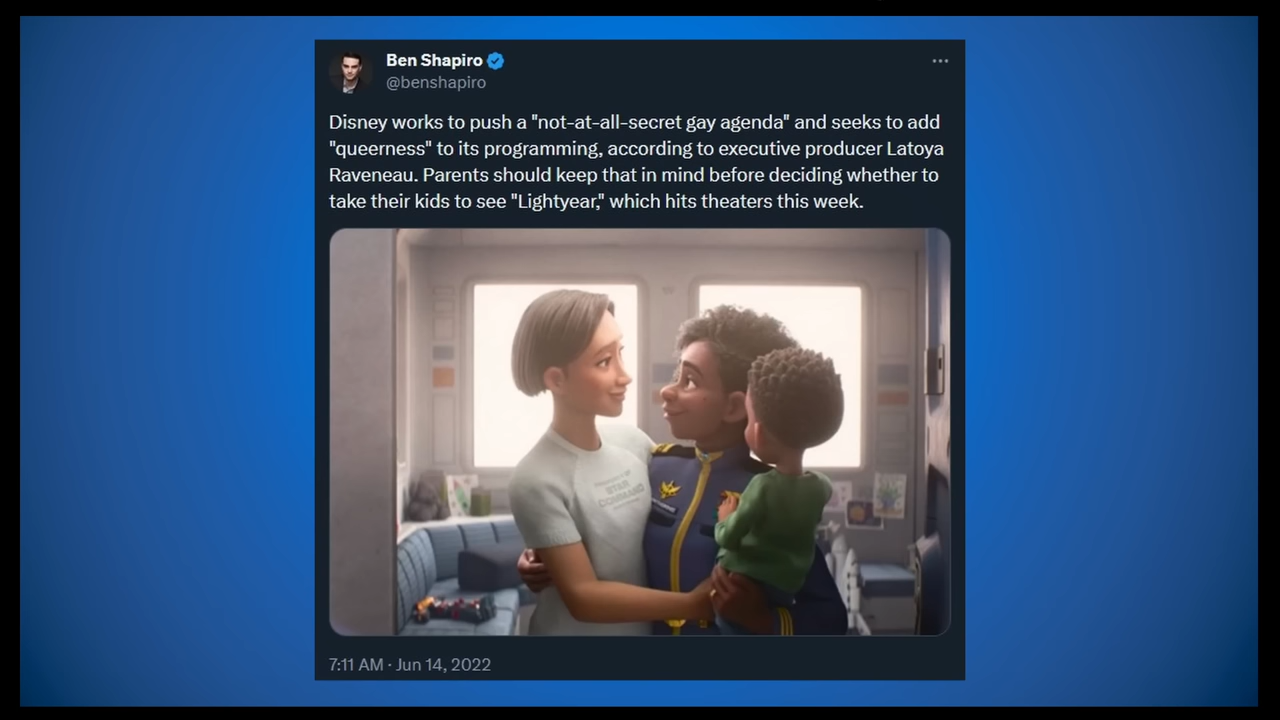 Ben Shapiro
@benshapiro
Disney works to push a "not-at-all-secret gay agenda" and seeks to add
"queerness" to its programming, according to executive producer Latoya
Raveneau. Parents should keep that in mind before deciding whether to
take their kids to see "Lightyear," which hits theaters this week.
STAR
COMMAND
7:11 AM · Jun 14, 2022